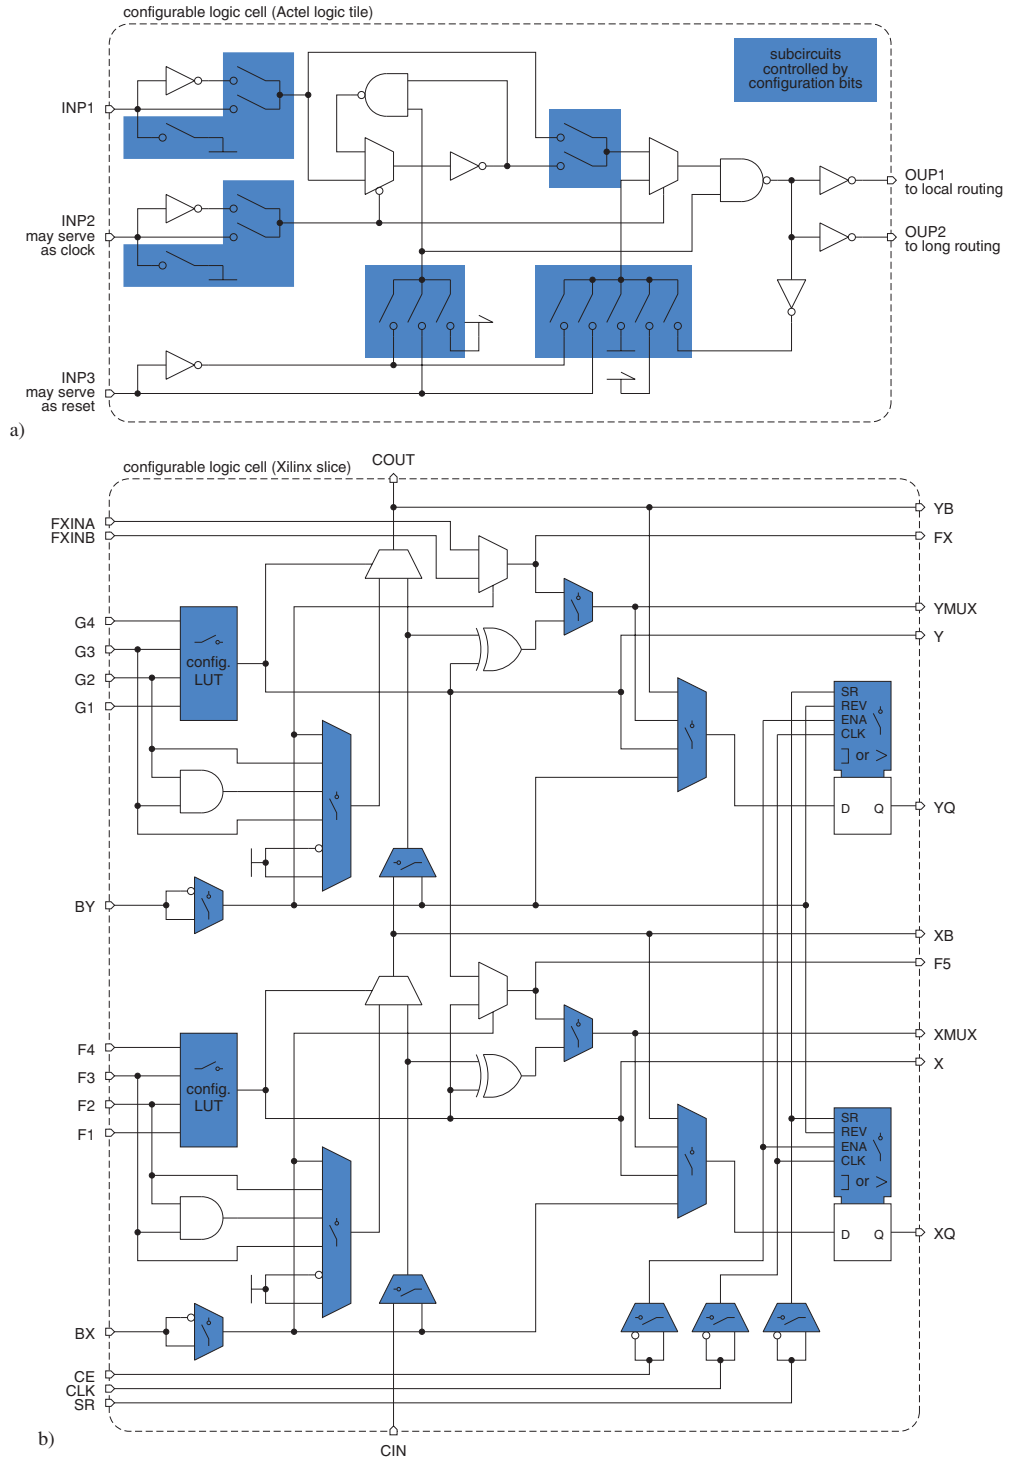 configurable logic cell (Actel logic tile)
subcircuits
controlled by
configuration bits
INP1
OUP1
to local routing
INP2
may serve
as clock
OUP2
to long routing
INP3
may serve
as reset
a)
COUT
configurable logic cell (Xilinx slice)
YB
FXINA
FXINB
FX
YMUX
G4
Y
G3
config.
LUT
G2
G1
SR
REV
ENA
CLK
] or >
D Q
YQ
BY
XB
F5
XMUX
F4
X
F3
config.
LUT
F2
F1
SR
REV
ENA
CLK
] or >
D Q
XQ
BX
CE
CLK
SR
b)
CIN